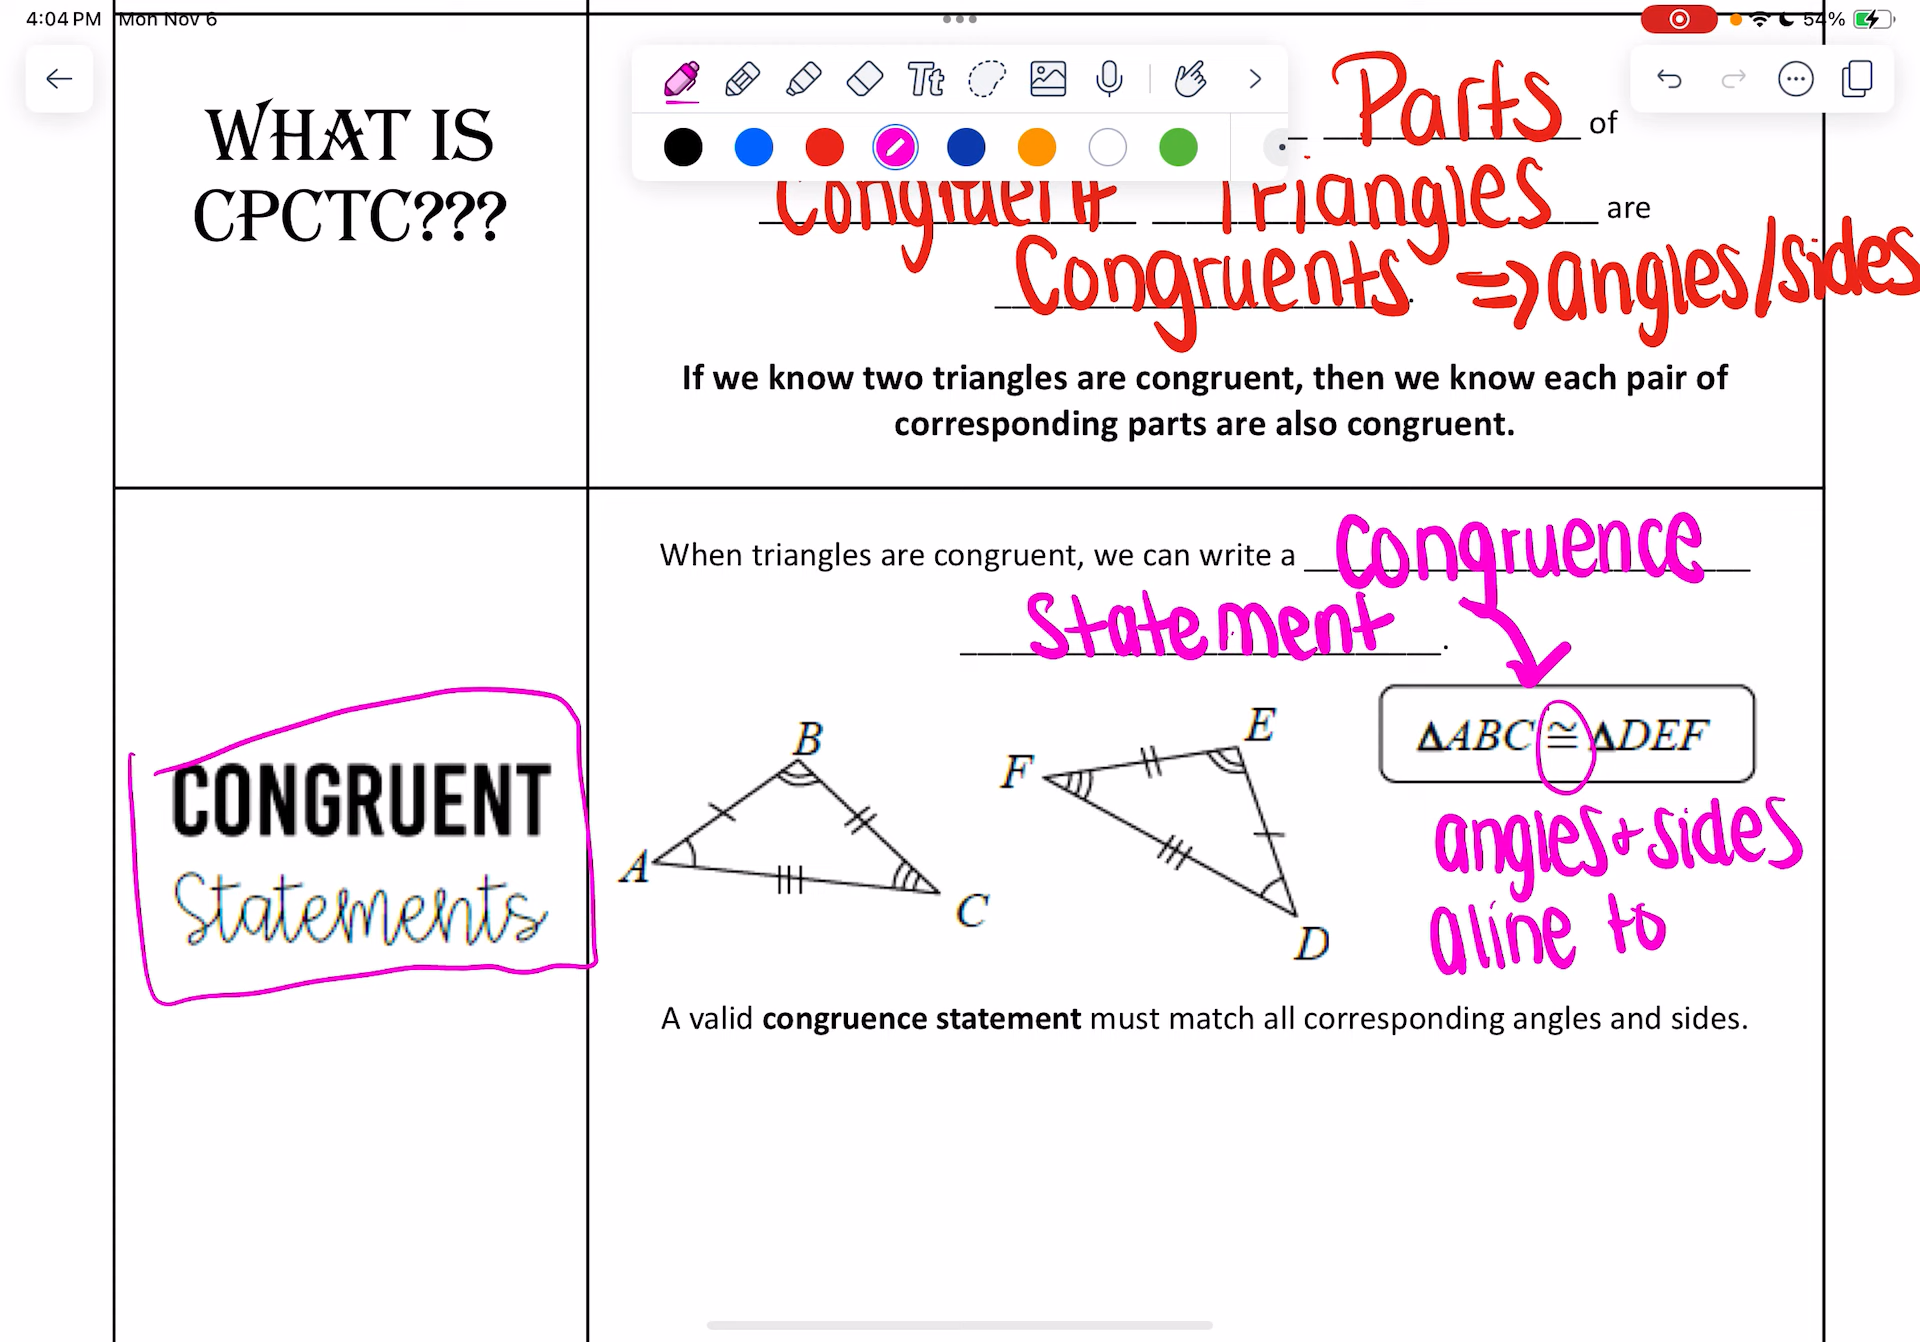 4:04 PM Mon Nov 6
54%
Tt
WHAT IS
CPCTC???
Parts of
Congruent Triangles are
Congruents. => angles/sides
If we know two triangles are congruent, then we know each pair of
corresponding parts are also congruent.
When triangles are congruent, we can write a Congruence
Statement.
CONGRUENT
Statements
B
A
C
E
F
D
ΔABC ≅ ΔDEF
angles + sides
aline to
A valid congruence statement must match all corresponding angles and sides.